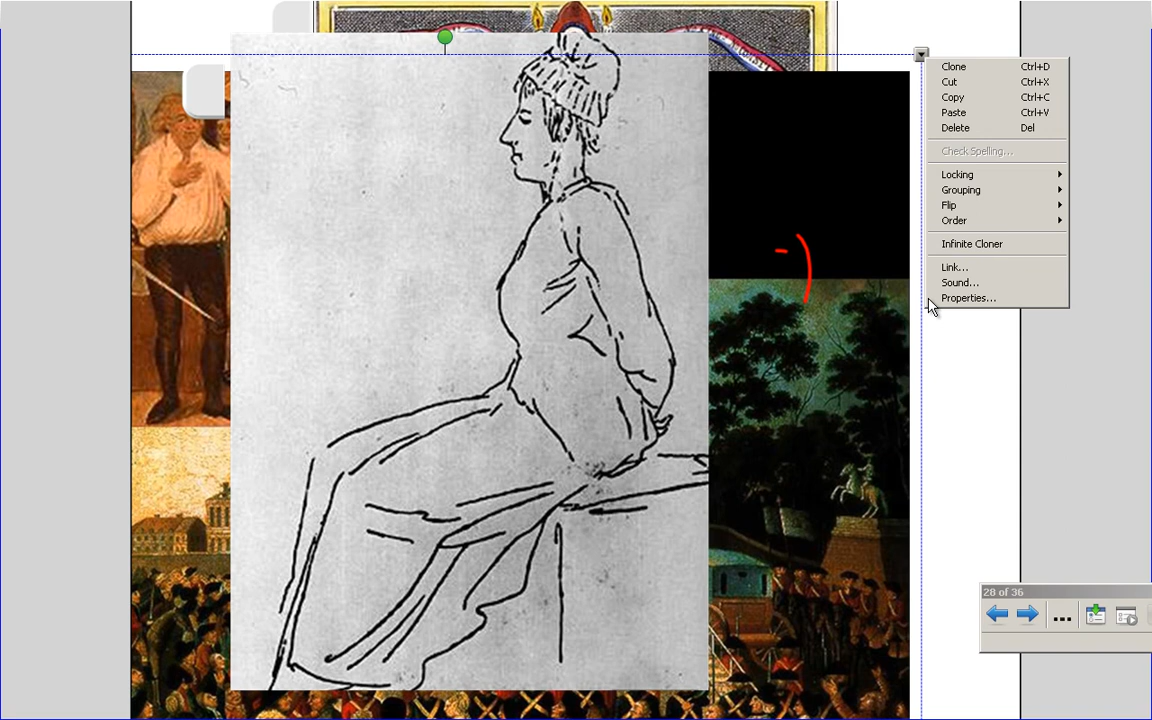 Clone Ctrl+D
Cut Ctrl+X
Copy Ctrl+C
Paste Ctrl+V
Delete Del
Check Spelling...
Locking
Grouping
Flip
Order
Infinite Cloner
Link...
Sound...
Properties...
28 of 36
...